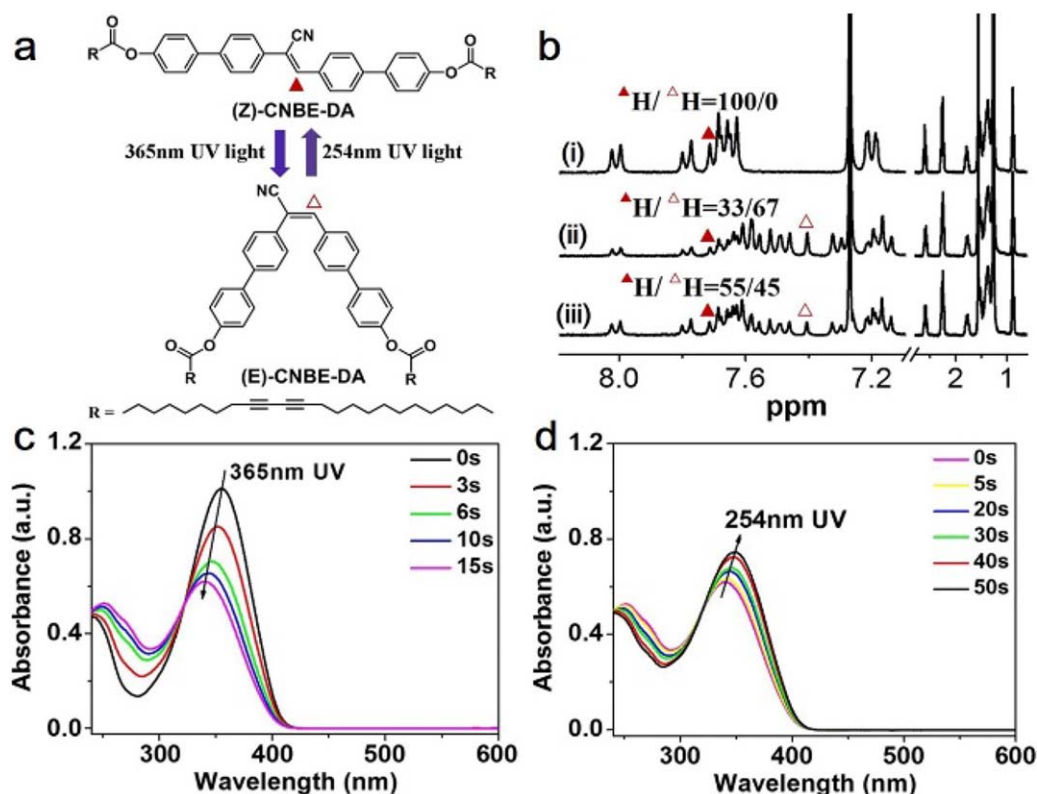 a
O
R
O
CN
O
O
R
(Z)-CNBE-DA
365nm UV light
254nm UV light
NC
O
O
R
O
O
R
(E)-CNBE-DA
R =
b
▲H/ △H=100/0
(i)
▲H/ △H=33/67
(ii)
▲H/ △H=55/45
(iii)
8.0 7.6 7.2 2 1
ppm
c
1.2
0.8
0.4
0.0
365nm UV
0s
3s
6s
10s
15s
300 400 500 600
Wavelength (nm)
Absorbance (a.u.)
d
1.2
0.8
0.4
0.0
254nm UV
0s
5s
20s
30s
40s
50s
300 400 500 600
Wavelength (nm)
Absorbance (a.u.)